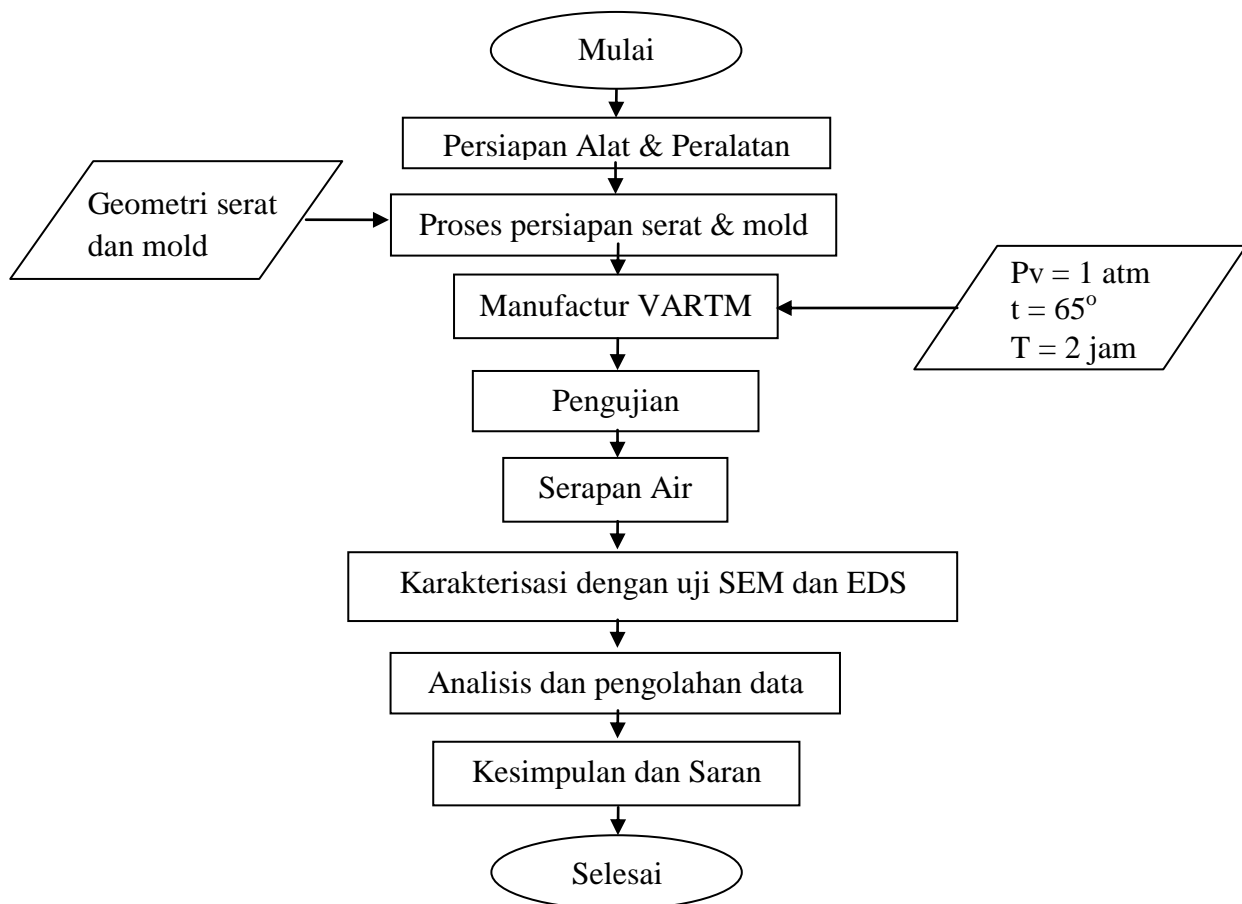 Mulai
Persiapan Alat & Peralatan
Geometri serat
dan mold
Proses persiapan serat & mold
Pv = 1 atm
t = 65°
T = 2 jam
Manufactur VARTM
Pengujian
Serapan Air
Karakterisasi dengan uji SEM dan EDS
Analisis dan pengolahan data
Kesimpulan dan Saran
Selesai